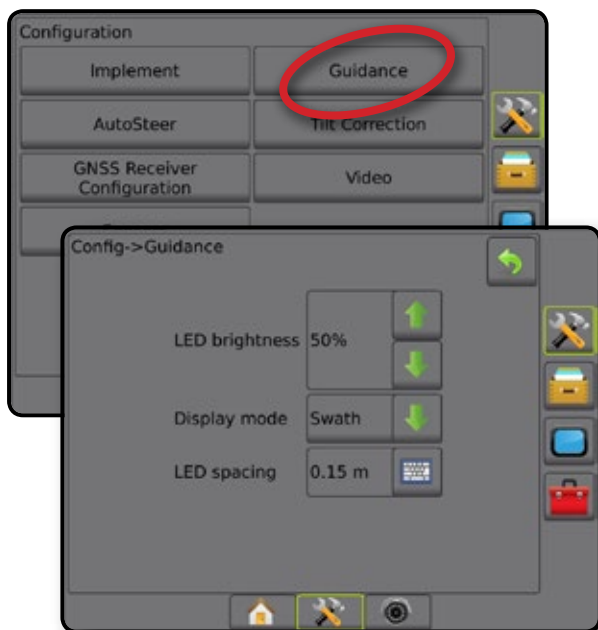 Configuration
Implement
Guidance
AutoSteer
Tilt Correction
GNSS Receiver
Configuration
Video
Config->Guidance
LED brightness 50%
Display mode Swath
LED spacing 0.15 m